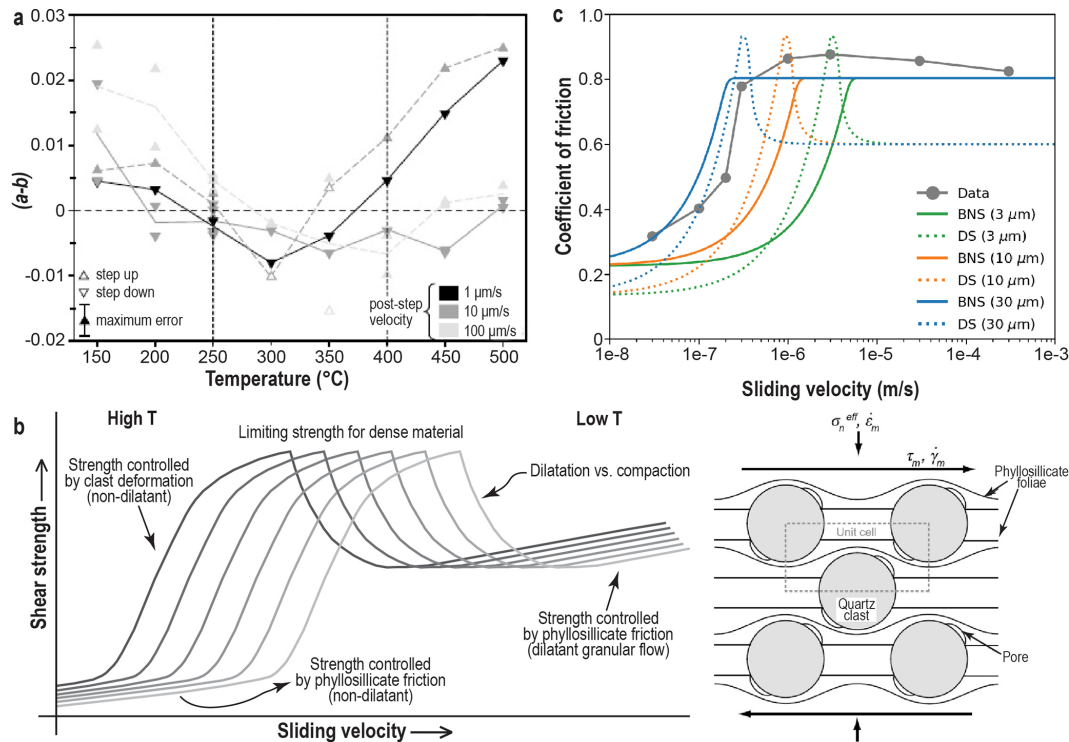 a
0.03
0.02
0.01
0
-0.01
-0.02
(a-b)
step up
step down
maximum error
post-step
velocity
1 µm/s
10 µm/s
100 µm/s
150 200 250 300 350 400 450 500
Temperature (°C)
c
1
0.8
0.6
0.4
0.2
0
Coefficient of friction
Data
BNS (3 µm)
DS (3 µm)
BNS (10 µm)
DS (10 µm)
BNS (30 µm)
DS (30 µm)
1e-8 1e-7 1e-6 1e-5 1e-4 1e-3
Sliding velocity (m/s)
b
High T
Low T
Limiting strength for dense material
Strength controlled
by clast deformation
(non-dilatant)
Dilatation vs. compaction
Strength controlled
by phyllosillicate friction
(dilatant granular flow)
Strength controlled
by phyllosillicate friction
(non-dilatant)
Shear strength
Sliding velocity
σₙᵉᶠᶠ, ε̇ₘ
τₘ, γ̇ₘ
Phyllosillicate
foliae
Unit cell
Quartz
clast
Pore